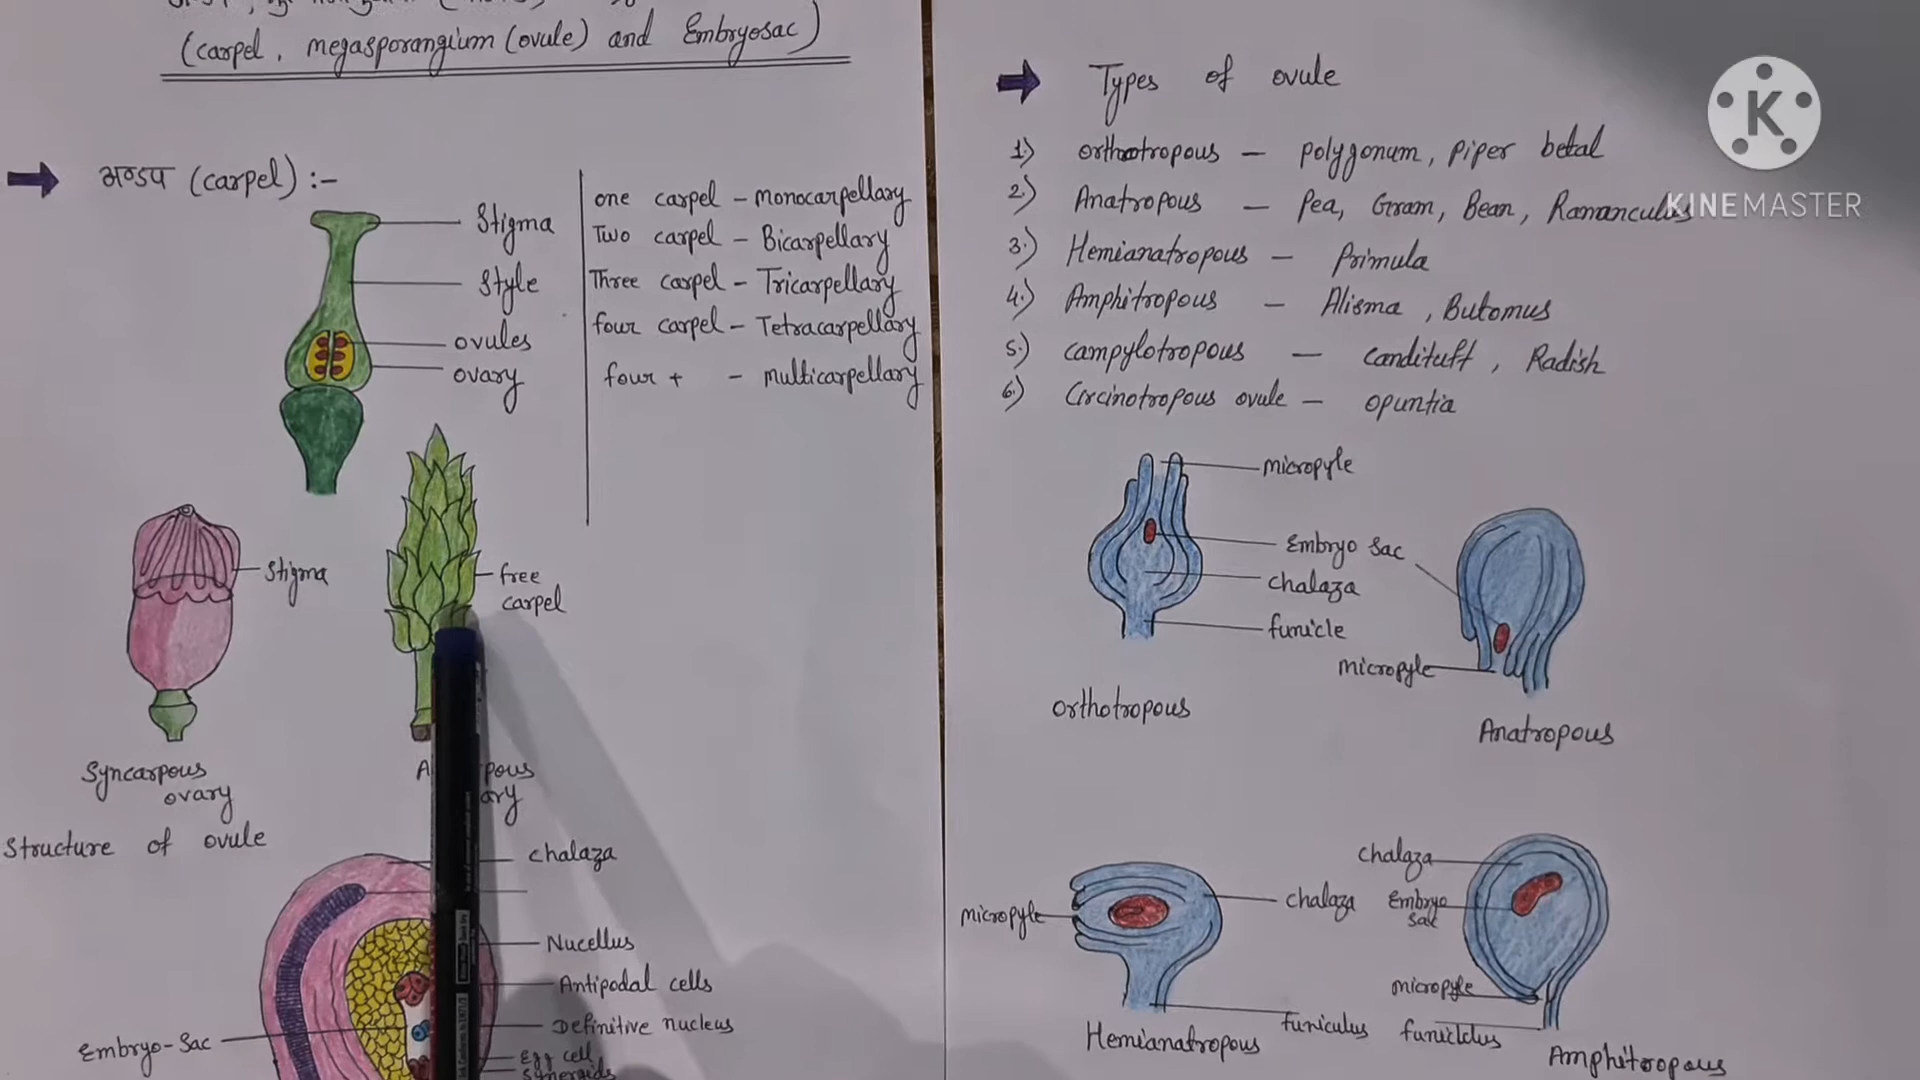 (carpel, megasporangium (ovule) and Embryosac)
अण्डप (carpel) :-
Stigma
Style
ovules
ovary
one carpel - monocarpellary
Two carpel - Bicarpellary
Three carpel - Tricarpellary
four carpel - Tetracarpellary
four + - multicarpellary
Stigma
free
carpel
Syncarpous
ovary
Structure of ovule
chalaza
Nucellus
Antipodal cells
Definitive nucleus
Egg cell
Synergids
Embryo-Sac
Types of ovule
1.) orthotropous - polygonum, piper betal
2.) Anatropous - Pea, Gram, Bean, Rananculus
3.) Hemianatropous - Primula
4.) Amphitropous - Alisma, Butomus
5.) campylotropous - candituft, Radish
6.) Circinotropous ovule - opuntia
micropyle
Embryo Sac
chalaza
funicle
micropyle
Orthotropous
Anatropous
micropyle
chalaza
funiculus
Hemianatropous
chalaza
Embryo
sac
micropyle
funicldus
Amphitropous
K
KINEMASTER